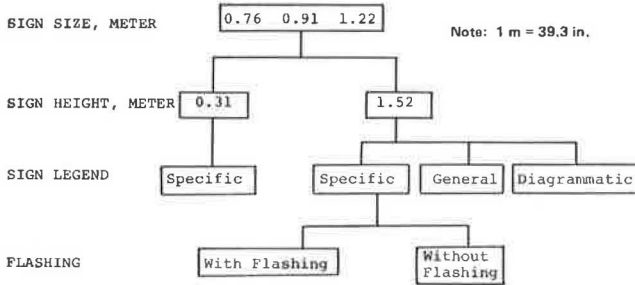 SIGN SIZE, METER 0.76 0.91 1.22
Note: 1 m = 39.3 in.
SIGN HEIGHT, METER 0.31 1.52
SIGN LEGEND Specific Specific General Diagrammatic
FLASHING With Flashing Without Flashing